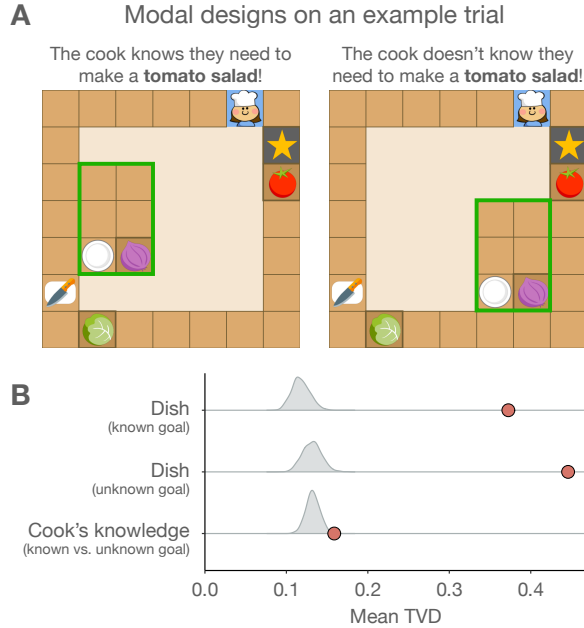 A
Modal designs on an example trial
The cook knows they need to
make a tomato salad!
The cook doesn’t know they
need to make a tomato salad!
B
Dish
(known goal)
Dish
(unknown goal)
Cook’s knowledge
(known vs. unknown goal)
0.0 0.1 0.2 0.3 0.4
Mean TVD